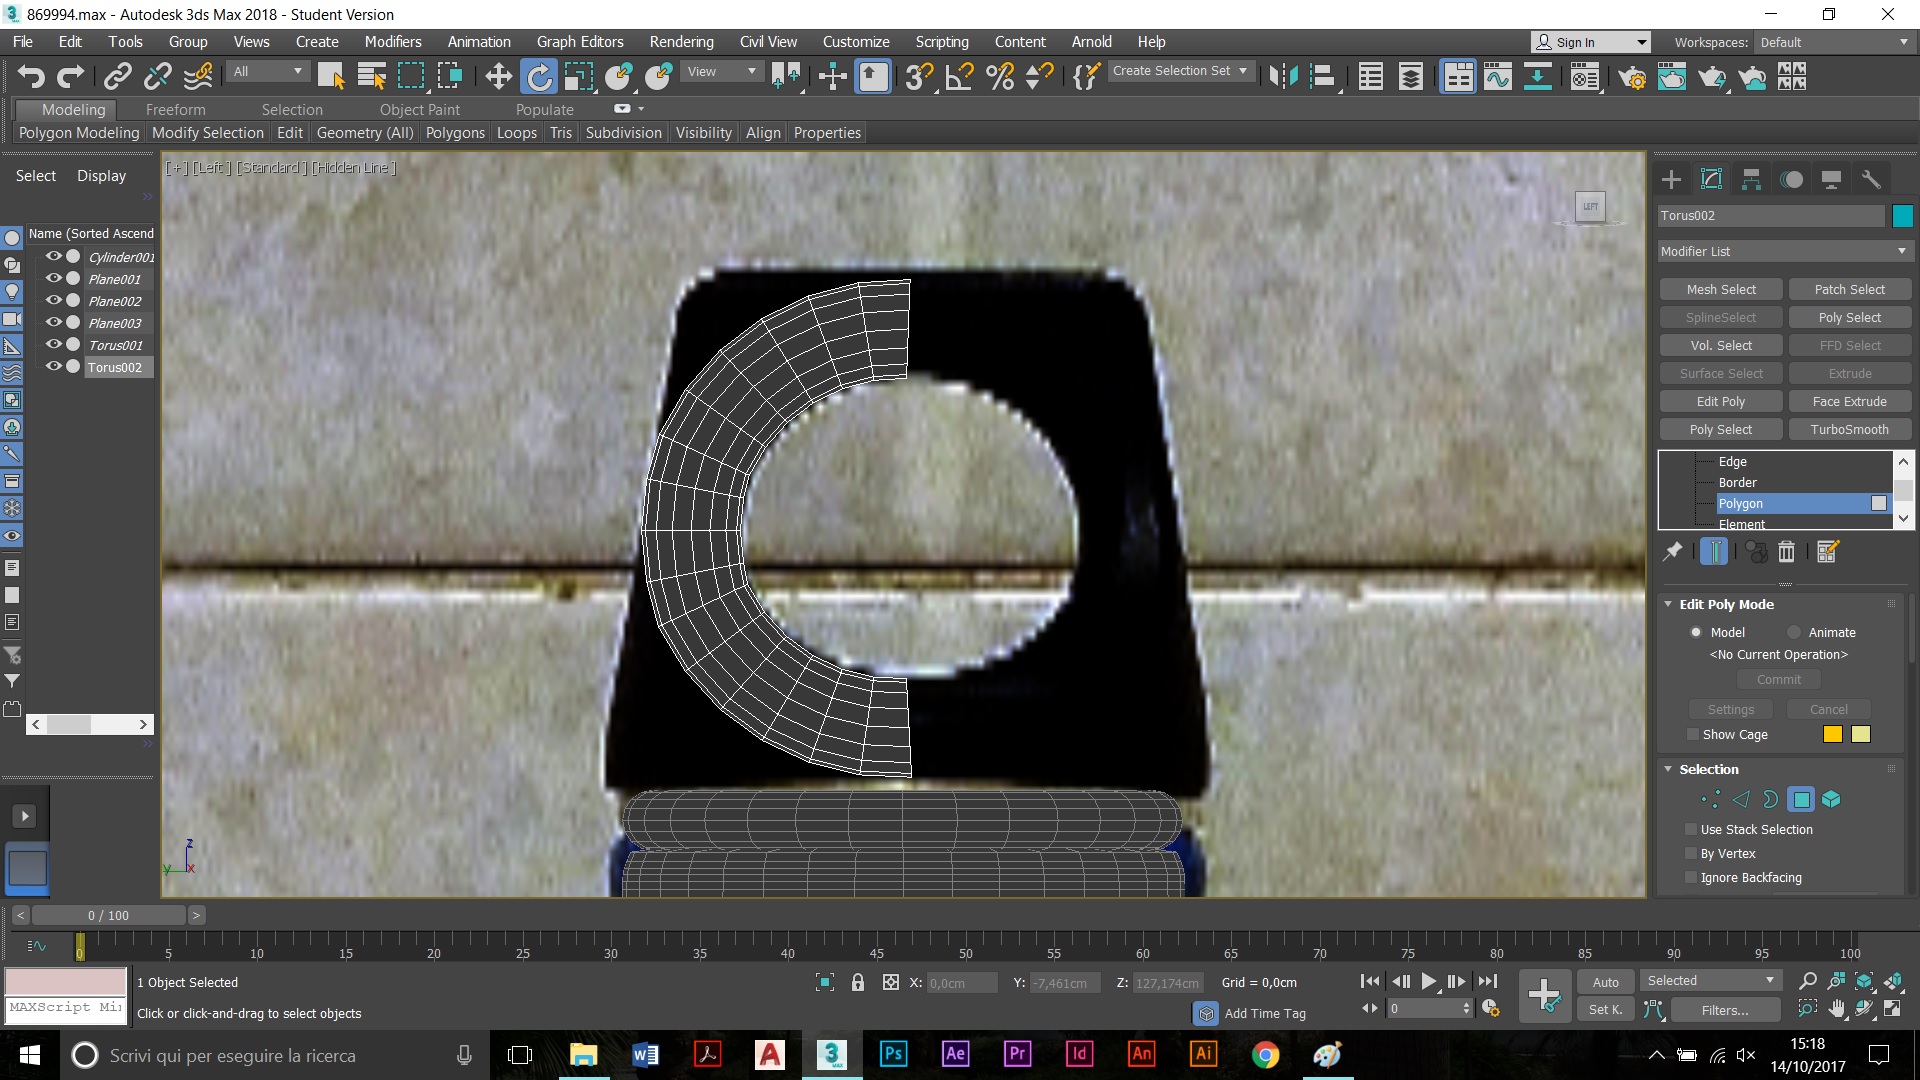 869994.max - Autodesk 3ds Max 2018 - Student Version
File Edit Tools Group Views Create Modifiers Animation Graph Editors Rendering Civil View Customize Scripting Content Arnold Help
Sign In
Workspaces: Default
All
View
Create Selection Set
Modeling Freeform Selection Object Paint Populate
Polygon Modeling Modify Selection Edit Geometry (All) Polygons Loops Tris Subdivision Visibility Align Properties
Select Display
[+] [Left] [Standard] [Hidden Line]
LEFT
Name (Sorted Ascend
Cylinder001
Plane001
Plane002
Plane003
Torus001
Torus002
Torus002
Modifier List
Mesh Select Patch Select
SplineSelect Poly Select
Vol. Select FFD Select
Surface Select Extrude
Edit Poly Face Extrude
Poly Select TurboSmooth
Edge
Border
Polygon
Element
Edit Poly Mode
Model Animate
<No Current Operation>
Commit
Settings Cancel
Show Cage
Selection
Use Stack Selection
By Vertex
Ignore Backfacing
z
y x
< 0 / 100 >
0 5 10 15 20 25 30 35 40 45 50 55 60 65 70 75 80 85 90 95 100
1 Object Selected
X: 0,0cm Y: -7,461cm Z: 127,174cm Grid = 0,0cm
Auto Selected
MAXScript Mi
Click or click-and-drag to select objects
Add Time Tag
0
Set K. Filters...
Scrivi qui per eseguire la ricerca
Ps Ae Pr Id An Ai
15:18
14/10/2017